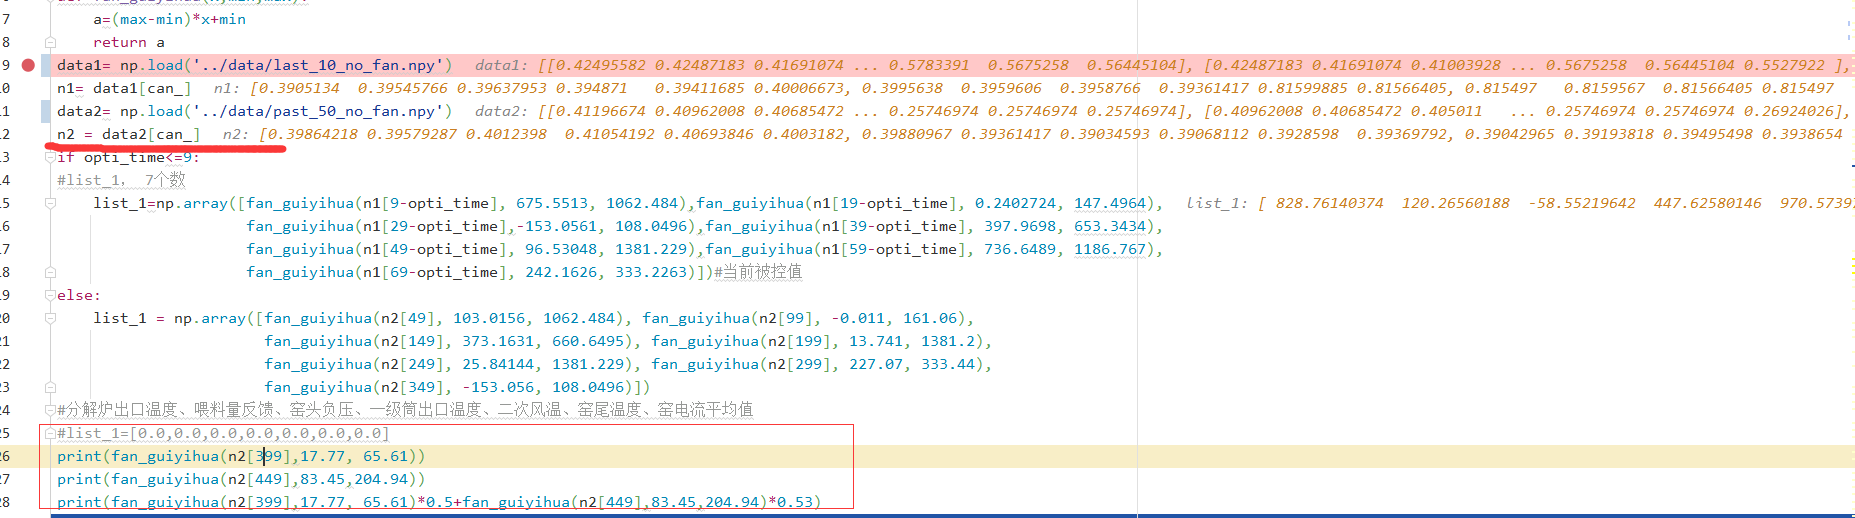 7 a=(max-min)*x+min
8 return a
9 data1= np.load('../data/last_10_no_fan.npy') data1: [[0.42495582 0.42487183 0.41691074 ... 0.5783391 0.5675258 0.56445104], [0.42487183 0.41691074 0.41003928 ... 0.5675258 0.56445104 0.5527922 ],
10 n1= data1[can_] n1: [0.3905134 0.39545766 0.39637953 0.394871 0.39411685 0.40006673, 0.3995638 0.3959606 0.3958766 0.39361417 0.81599885 0.81566405, 0.815497 0.8159567 0.81566405 0.815497
11 data2= np.load('../data/past_50_no_fan.npy') data2: [[0.41196674 0.40962008 0.40685472 ... 0.25746974 0.25746974 0.25746974], [0.40962008 0.40685472 0.405011 ... 0.25746974 0.25746974 0.26924026],
12 n2 = data2[can_] n2: [0.39864218 0.39579287 0.4012398 0.41054192 0.40693846 0.4003182, 0.39880967 0.39361417 0.39034593 0.39068112 0.3928598 0.39369792, 0.39042965 0.39193818 0.39495498 0.3938654
13 if opti_time<=9:
14 #list_1, 7个数
15 list_1=np.array([fan_guiyihua(n1[9-opti_time], 675.5513, 1062.484),fan_guiyihua(n1[19-opti_time], 0.2402724, 147.4964), list_1: [ 828.76140374 120.26560188 -58.55219642 447.62580146 970.5739
16 fan_guiyihua(n1[29-opti_time],-153.0561, 108.0496),fan_guiyihua(n1[39-opti_time], 397.9698, 653.3434),
17 fan_guiyihua(n1[49-opti_time], 96.53048, 1381.229),fan_guiyihua(n1[59-opti_time], 736.6489, 1186.767),
18 fan_guiyihua(n1[69-opti_time], 242.1626, 333.2263)])#当前被控值
19 else:
20 list_1 = np.array([fan_guiyihua(n2[49], 103.0156, 1062.484), fan_guiyihua(n2[99], -0.011, 161.06),
21 fan_guiyihua(n2[149], 373.1631, 660.6495), fan_guiyihua(n2[199], 13.741, 1381.2),
22 fan_guiyihua(n2[249], 25.84144, 1381.229), fan_guiyihua(n2[299], 227.07, 333.44),
23 fan_guiyihua(n2[349], -153.056, 108.0496)])
24 #分解炉出口温度、喂料量反馈、窑头负压、一级筒出口温度、二次风温、窑尾温度、窑电流平均值
25 #list_1=[0.0,0.0,0.0,0.0,0.0,0.0,0.0]
26 print(fan_guiyihua(n2[399],17.77, 65.61))
27 print(fan_guiyihua(n2[449],83.45,204.94))
28 print(fan_guiyihua(n2[399],17.77, 65.61)*0.5+fan_guiyihua(n2[449],83.45,204.94)*0.53)